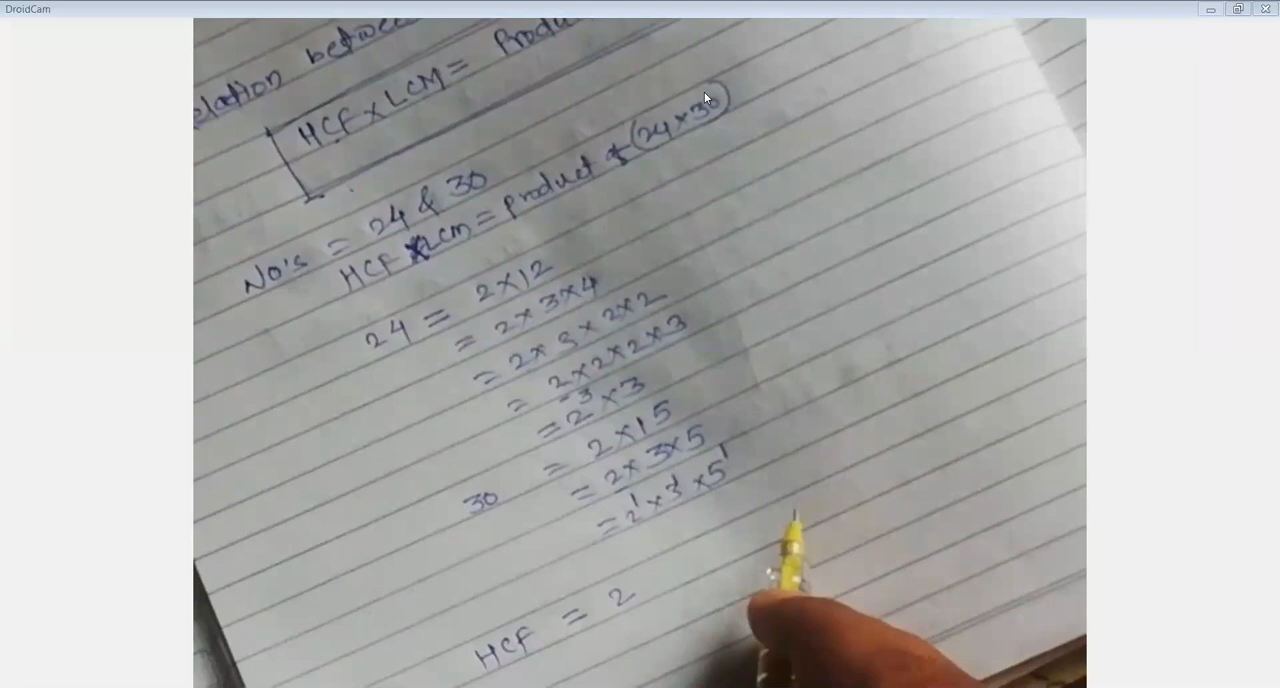 DroidCam
elation between
HCF x LCM = Produ
No's = 24 & 30
HCF x LCM = product of (24 x 30)
24 = 2 x 12
= 2 x 3 x 4
= 2 x 3 x 2 x 2
= 2 x 2 x 2 x 3
= 2³ x 3
30 = 2 x 15
= 2 x 3 x 5
= 2¹ x 3¹ x 5¹
HCF = 2